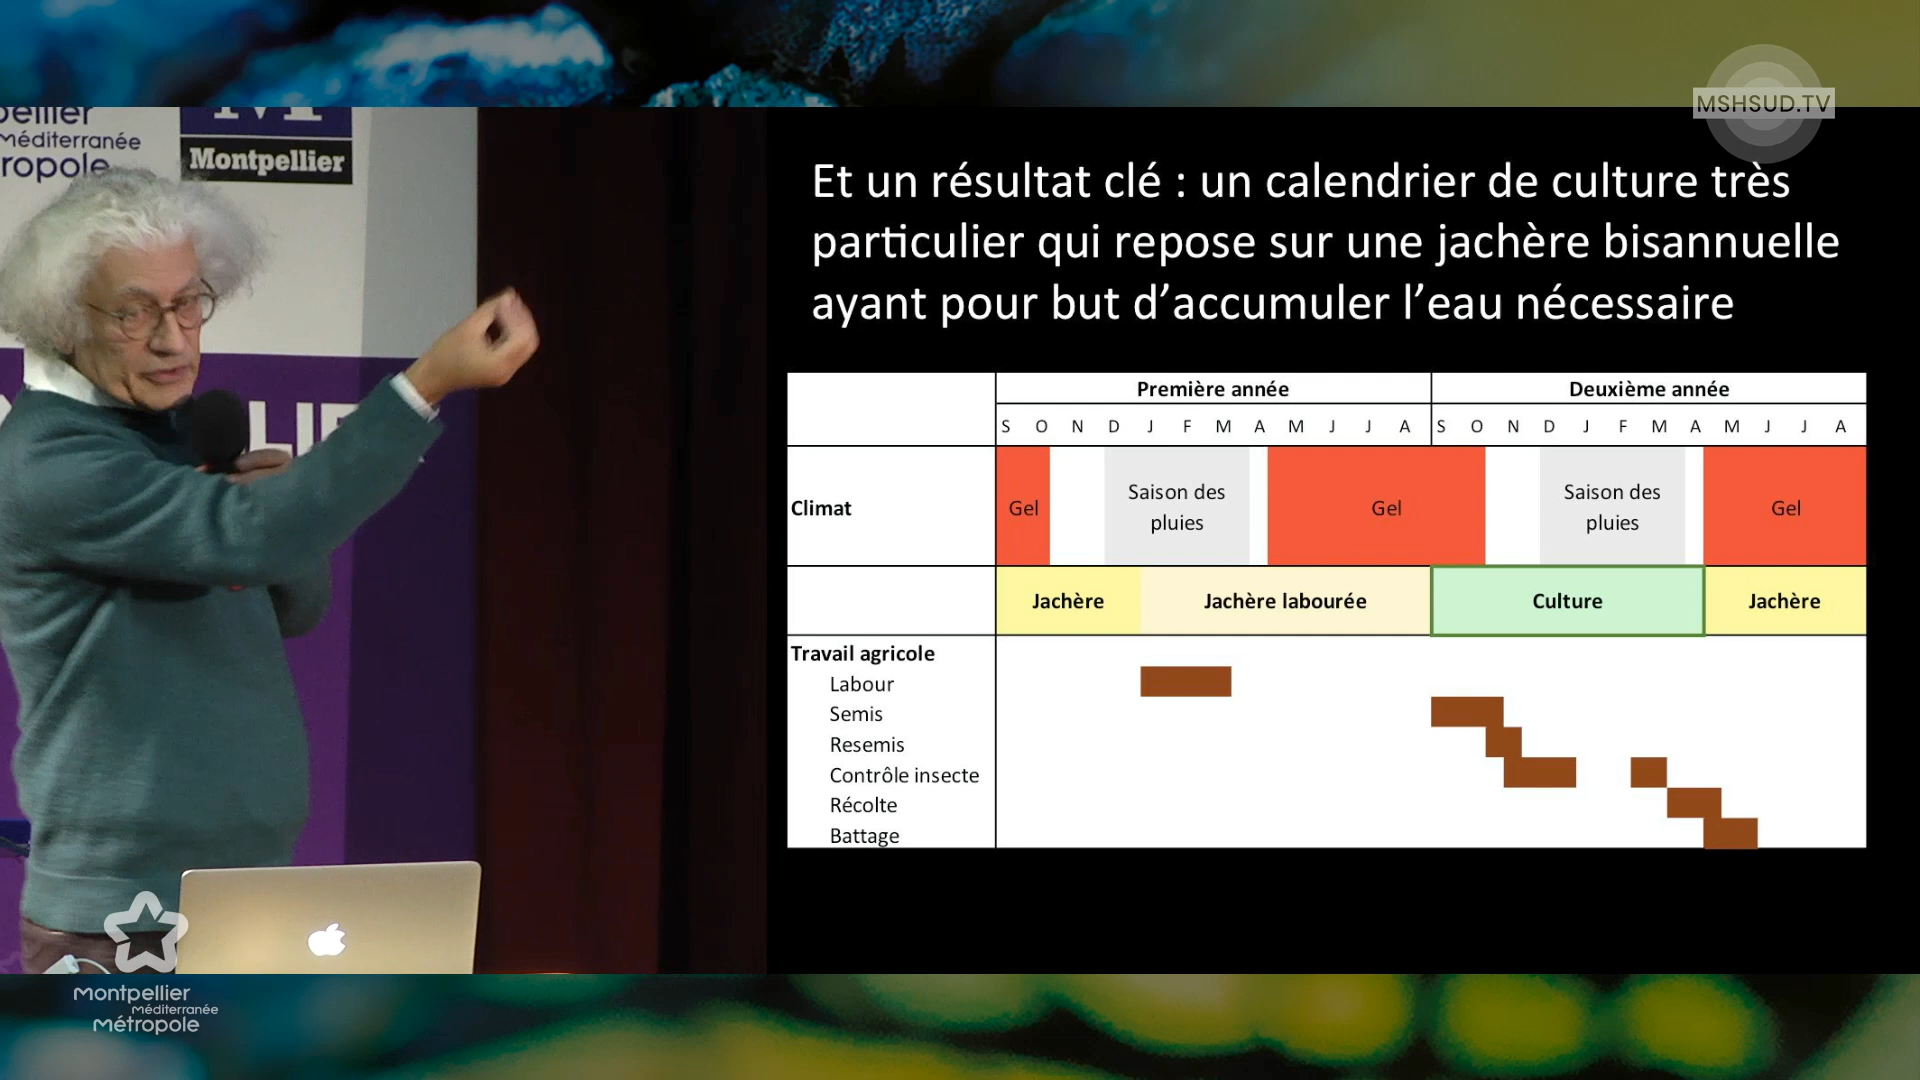 MSHSUD.TV
pellier
méditerranée
ropole
M
Montpellier
LIE
Et un résultat clé : un calendrier de culture très
particulier qui repose sur une jachère bisannuelle
ayant pour but d’accumuler l’eau nécessaire
Première année Deuxième année
S O N D J F M A M J J A S O N D J F M A M J J A
Climat Gel Saison des pluies Gel Saison des pluies Gel
Jachère Jachère labourée Culture Jachère
Travail agricole
Labour
Semis
Resemis
Contrôle insecte
Récolte
Battage
montpellier
méditerranée
métropole